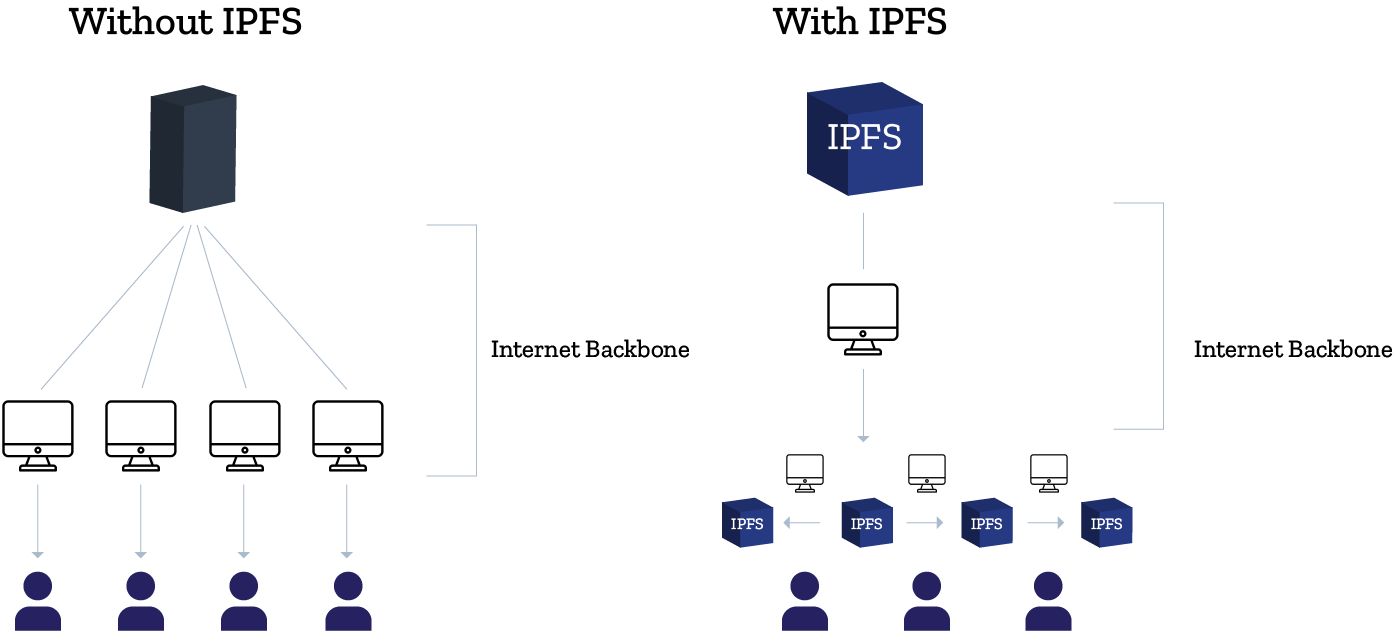 Without IPFS
With IPFS
IPFS
Internet Backbone
Internet Backbone
IPFS
IPFS
IPFS
IPFS